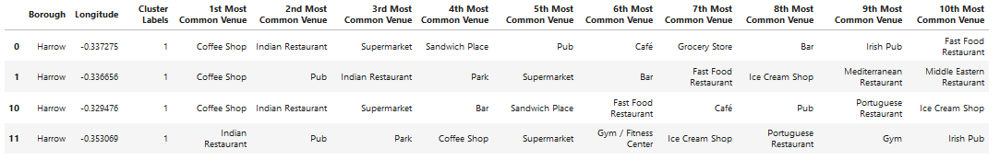 Borough Longitude Cluster Labels 1st Most Common Venue 2nd Most Common Venue 3rd Most Common Venue 4th Most Common Venue 5th Most Common Venue 6th Most Common Venue 7th Most Common Venue 8th Most Common Venue 9th Most Common Venue 10th Most Common Venue
0 Harrow -0.337275 1 Coffee Shop Indian Restaurant Supermarket Sandwich Place Pub Café Grocery Store Bar Irish Pub Fast Food Restaurant
1 Harrow -0.336656 1 Coffee Shop Pub Indian Restaurant Park Supermarket Bar Fast Food Restaurant Ice Cream Shop Mediterranean Restaurant Middle Eastern Restaurant
10 Harrow -0.329476 1 Coffee Shop Indian Restaurant Supermarket Bar Sandwich Place Fast Food Restaurant Café Pub Portuguese Restaurant Ice Cream Shop
11 Harrow -0.353069 1 Indian Restaurant Pub Park Coffee Shop Supermarket Gym / Fitness Center Ice Cream Shop Portuguese Restaurant Gym Irish Pub